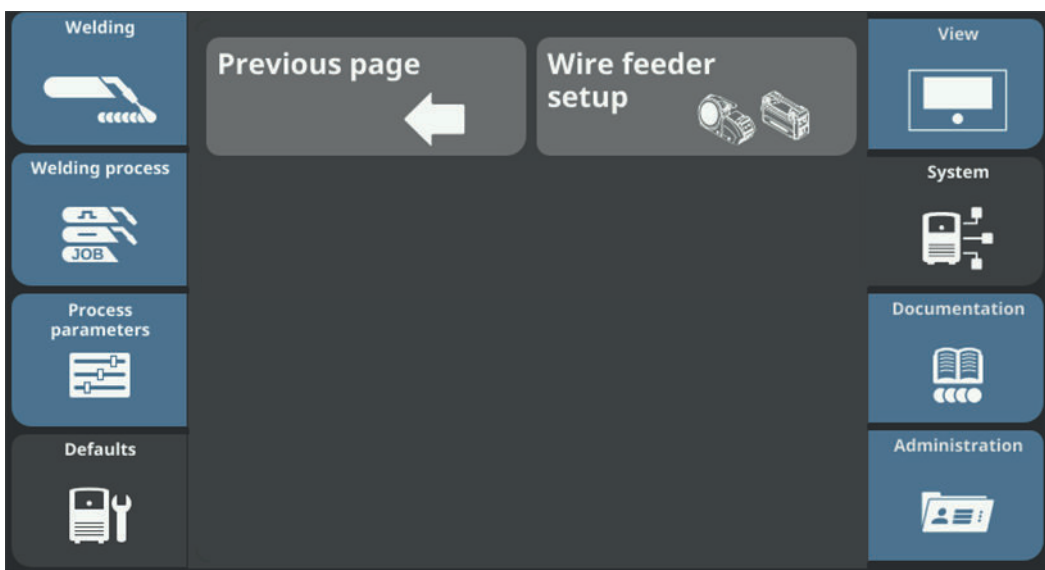 Welding
Welding process
JOB
Process
parameters
Defaults
Previous page
Wire feeder
setup
View
System
Documentation
Administration